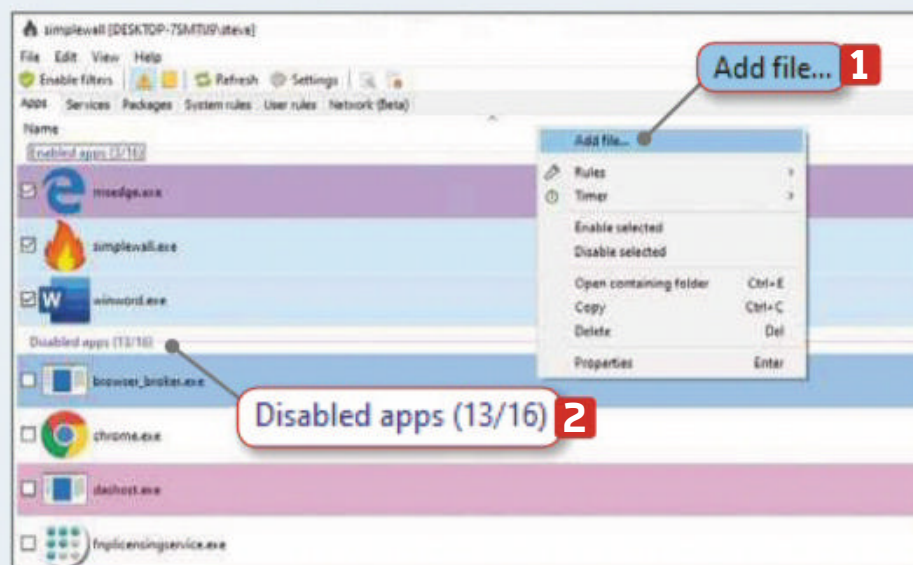 simplewall [DESKTOP-7SMTU9\steve]
File Edit View Help
Enable filters Refresh Settings
Apps Services Packages System rules User rules Network (Beta)
Name
Enabled apps (3/16)
msedge.exe
simplewall.exe
winword.exe
Disabled apps (13/16)
browser_broker.exe
chrome.exe
dashost.exe
fnplicensingservice.exe
Add file...
Rules
Timer
Enable selected
Disable selected
Open containing folder Ctrl+E
Copy Ctrl+C
Delete Del
Properties Enter
Add file... 1
Disabled apps (13/16) 2